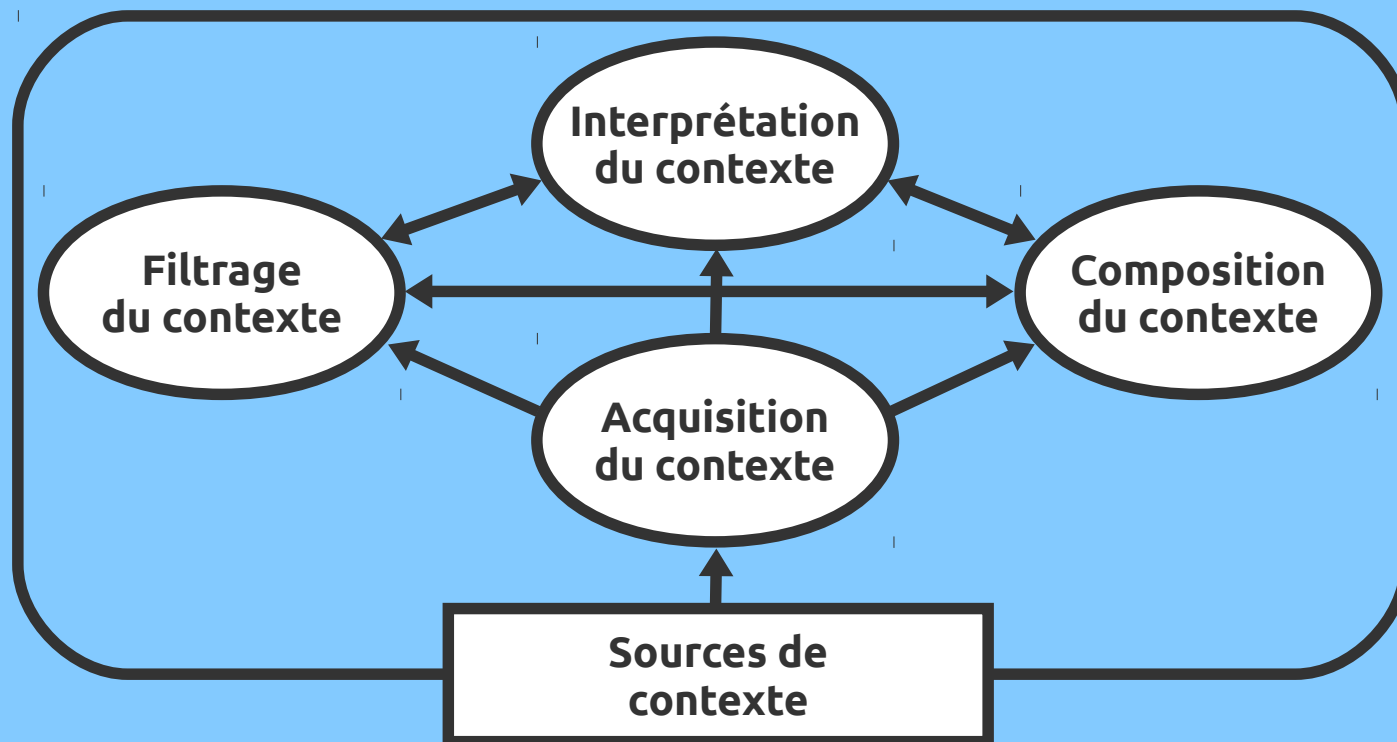 Interprétation
du contexte
Filtrage
du contexte
Composition
du contexte
Acquisition
du contexte
Sources de
contexte